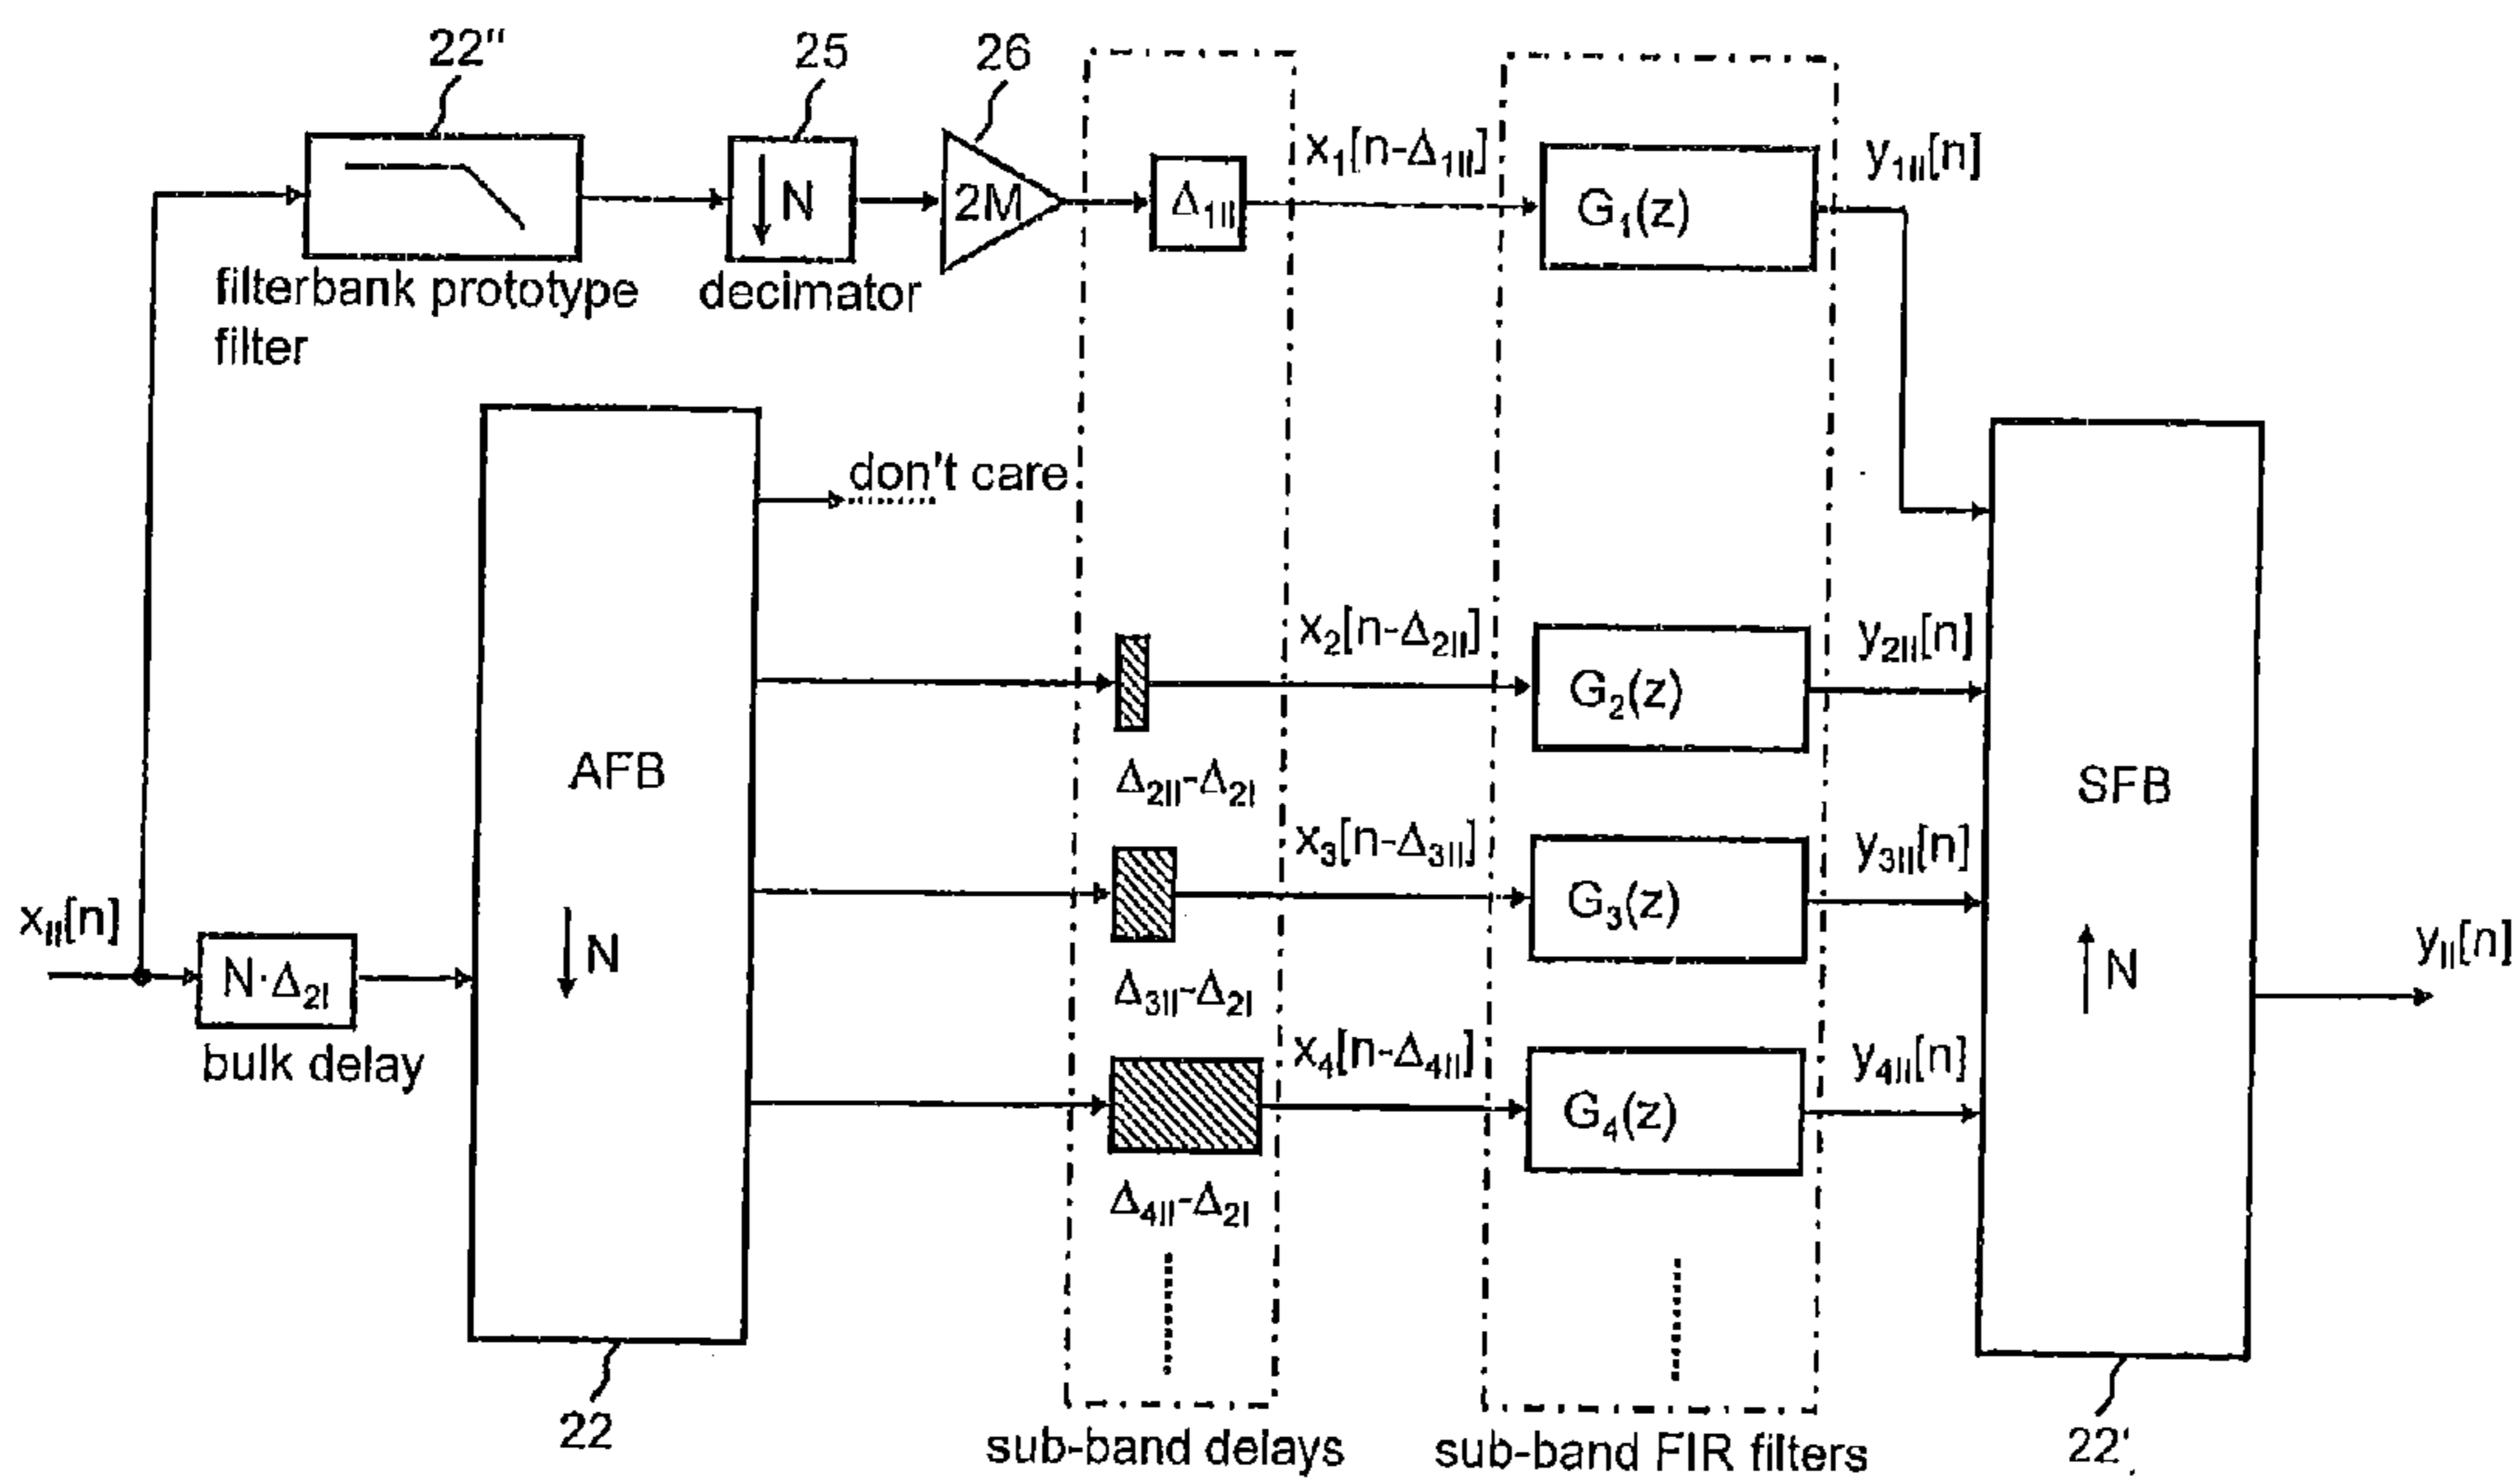 22"
25
26
↓ N
2M
Δ1II
x1[n-Δ1II]
G1(z)
y1II[n]
filterbank prototype
filter
decimator
don't care
AFB
↓ N
x2[n-Δ2II]
G2(z)
y2II[n]
Δ2II-Δ2I
SFB
↑ N
x3[n-Δ3II]
G3(z)
y3II[n]
Δ3II-Δ2I
xII[n]
N·Δ2I
bulk delay
yII[n]
x4[n-Δ4II]
G4(z)
y4II[n]
Δ4II-Δ2I
22
sub-band delays
sub-band FIR filters
22'